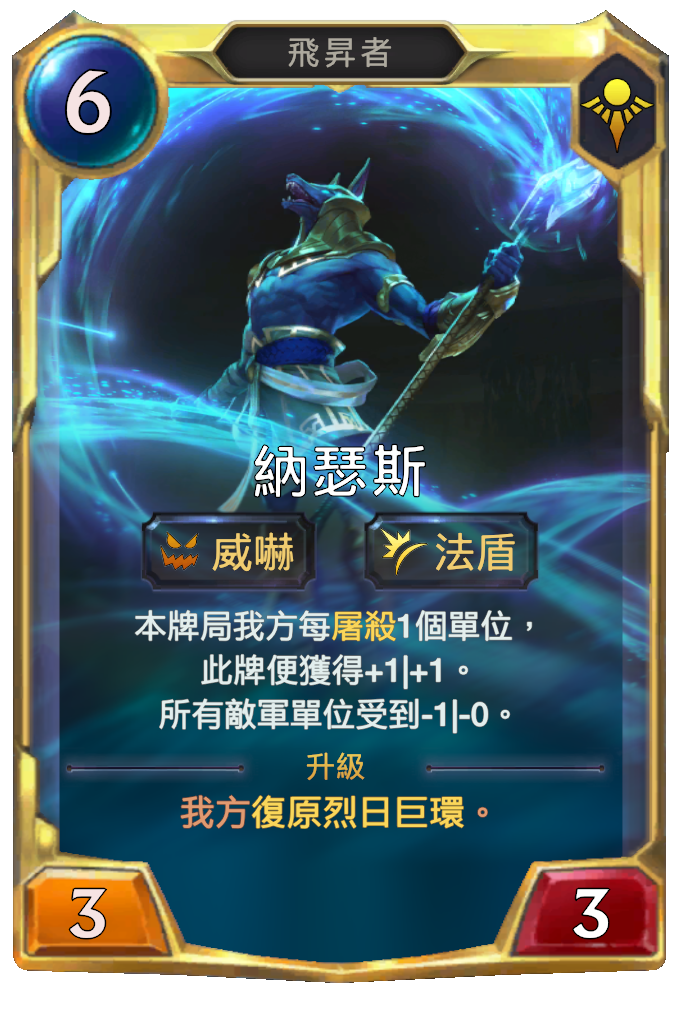 飛昇者
6
納瑟斯
威嚇 法盾
本牌局我方每屠殺1個單位，
此牌便獲得+1|+1。
所有敵軍單位受到-1|-0。
升級
我方復原烈日巨環。
3 3